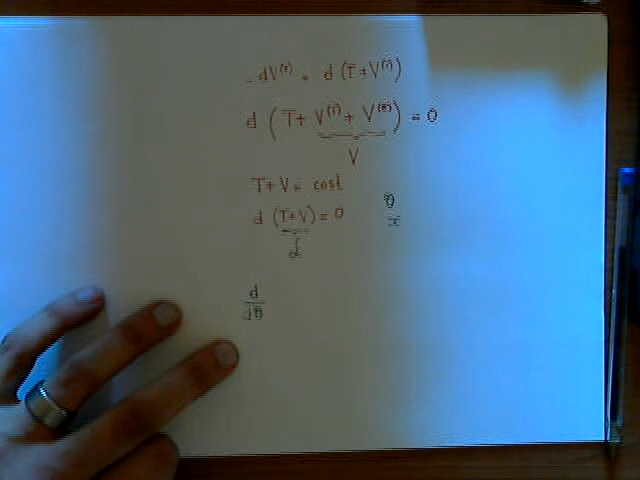 - dV⁽ᵉ⁾ = d (T+V⁽ⁱ⁾)
d (T+ V⁽ⁱ⁾ + V⁽ᵉ⁾) = 0
V
T+V = cost
d (T+V) = 0
θ
x
d
dθ